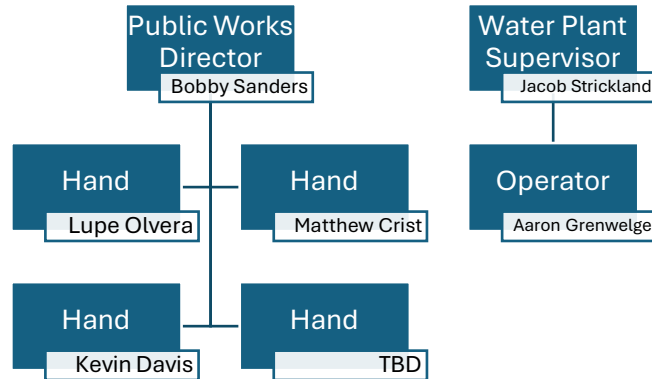 Public Works
Director
Bobby Sanders
Water Plant
Supervisor
Jacob Strickland
Hand
Lupe Olvera
Hand
Matthew Crist
Operator
Aaron Grenwelge
Hand
Kevin Davis
Hand
TBD